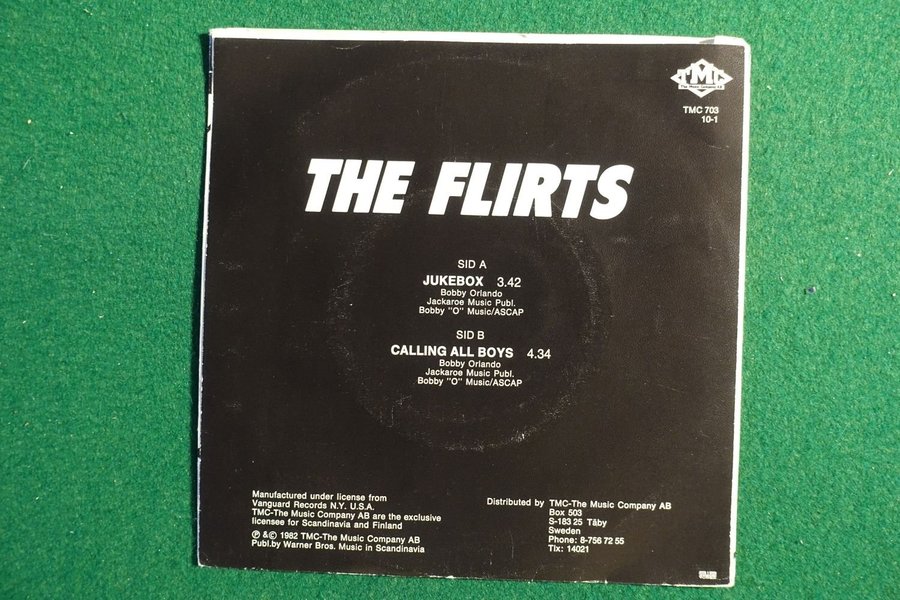 TMC
The Music Company AB
TMC 703
10-1
THE FLIRTS
SID A
JUKEBOX 3.42
Bobby Orlando
Jackaroe Music Publ.
Bobby "O" Music/ASCAP
SID B
CALLING ALL BOYS 4.34
Bobby Orlando
Jackaroe Music Publ.
Bobby "O" Music/ASCAP
Manufactured under license from
Vanguard Records N.Y. U.S.A.
TMC-The Music Company AB are the exclusive
licensee for Scandinavia and Finland
℗ &© 1982 TMC-The Music Company AB
Publ.by Warner Bros. Music in Scandinavia
Distributed by TMC-The Music Company AB
Box 503
S-183 25 Täby
Sweden
Phone: 8-756 72 55
Tlx: 14021